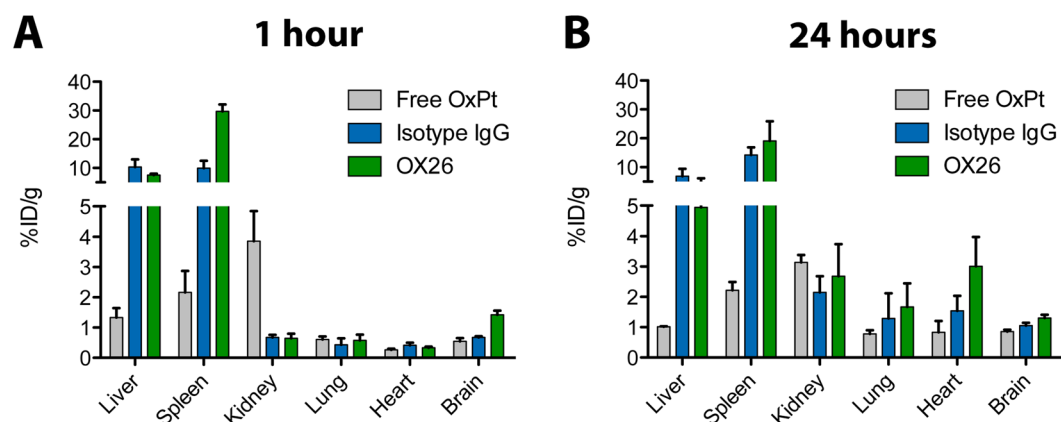 A
1 hour
%ID/g
40
30
20
10
5
4
3
2
1
0
Free OxPt
Isotype IgG
OX26
Liver
Spleen
Kidney
Lung
Heart
Brain
B
24 hours
%ID/g
40
30
20
10
5
4
3
2
1
0
Free OxPt
Isotype IgG
OX26
Liver
Spleen
Kidney
Lung
Heart
Brain